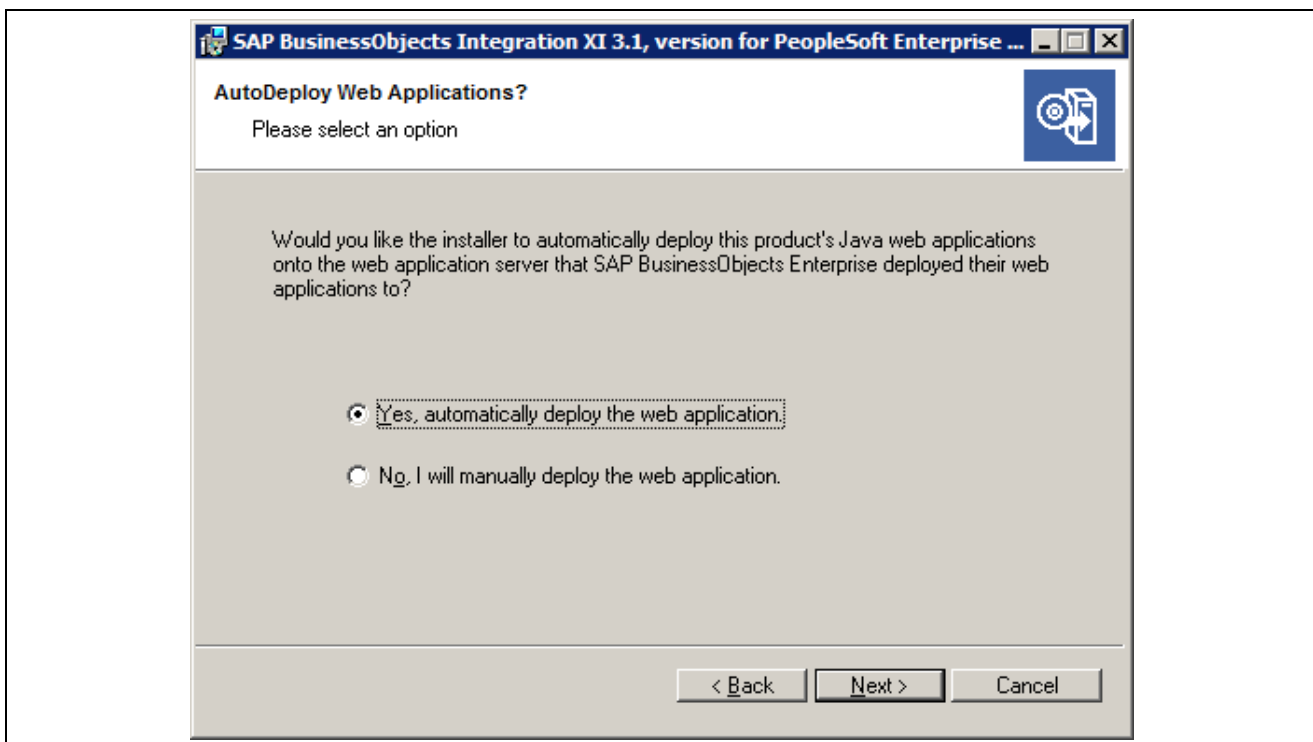 SAP BusinessObjects Integration XI 3.1, version for PeopleSoft Enterprise ...
AutoDeploy Web Applications?
Please select an option
Would you like the installer to automatically deploy this product's Java web applications
onto the web application server that SAP BusinessObjects Enterprise deployed their web
applications to?
Yes, automatically deploy the web application.
No, I will manually deploy the web application.
< Back
Next >
Cancel